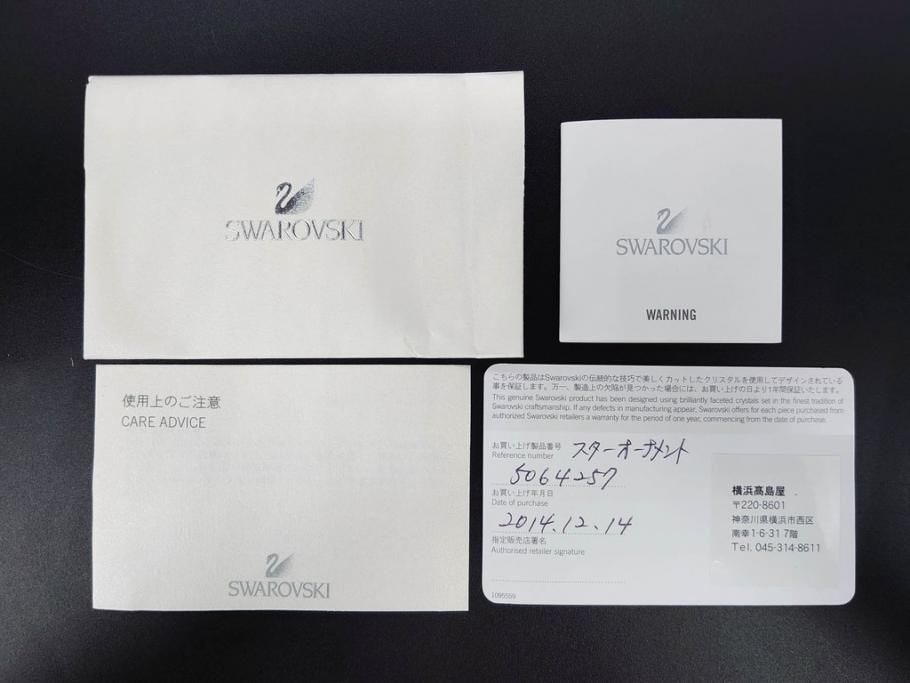 SWAROVSKI
SWAROVSKI
WARNING
使用上のご注意
CARE ADVICE
SWAROVSKI
こちらの製品はSwarovskiの伝統的な技巧で美しくカットしたクリスタルを使用してデザインされている
事を保証します。万一、製造上の欠陥が見つかった場合には、お買い上げの日より1年間保証いたします。
This genuine Swarovski product has been designed using brilliantly faceted crystals set in the finest tradition of
Swarovski craftsmanship. If any defects in manufacturing appear, Swarovski offers for each piece purchased from
authorized Swarovski retailers a warranty for the period of one year, commencing from the date of purchase.
お買い上げ製品番号 スターオーナメント
Reference number
5064257
お買い上げ年月日
Date of purchase
2014.12.14
指定販売店署名
Authorised retailer signature
横浜髙島屋
〒220-8601
神奈川県横浜市西区
南幸1-6-31 7階
Tel. 045-314-8611
1095559